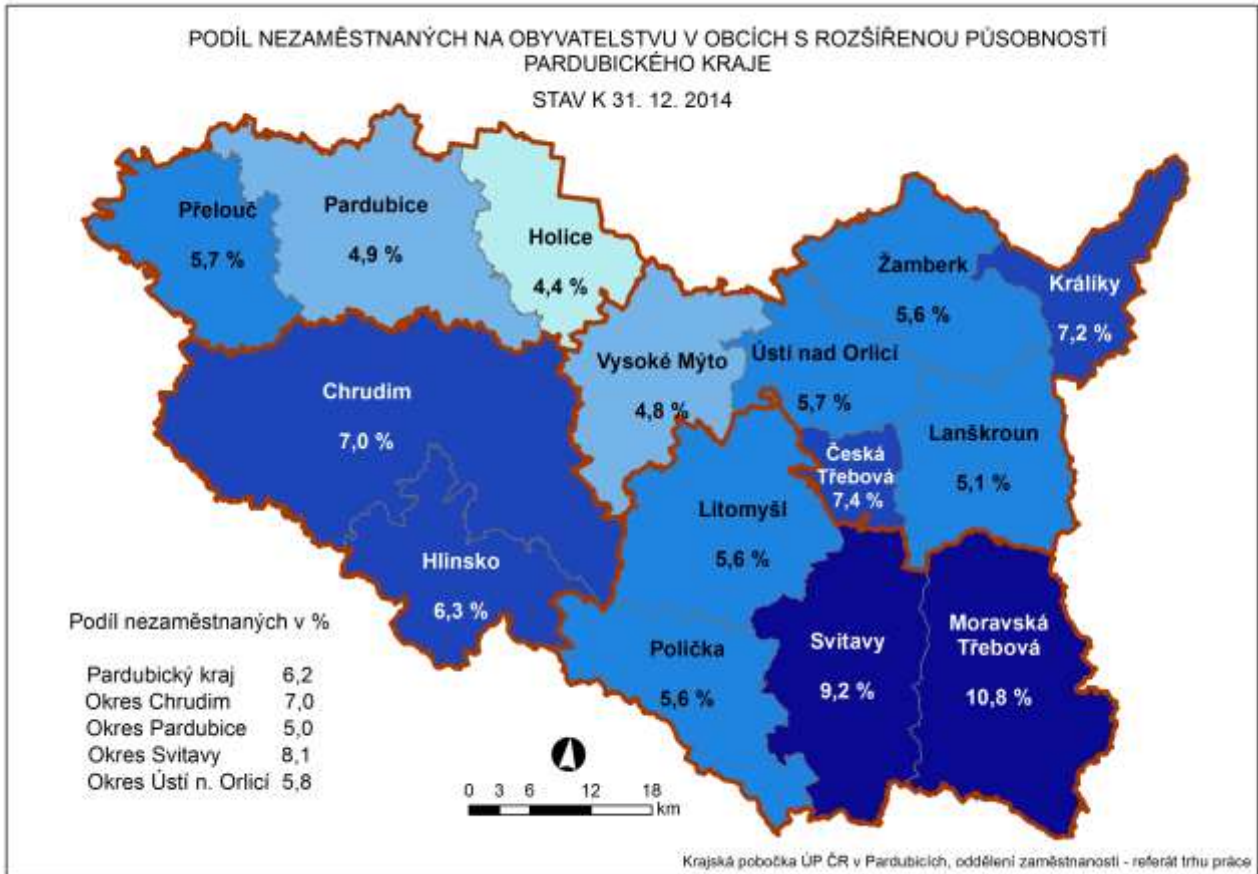 PODÍL NEZAMĚSTNANÝCH NA OBYVATELSTVU V OBCÍCH S ROZŠÍŘENOU PŮSOBNOSTÍ
PARDUBICKÉHO KRAJE
STAV K 31. 12. 2014
Přelouč
5,7 %
Pardubice
4,9 %
Holice
4,4 %
Žamberk
5,6 %
Králíky
7,2 %
Vysoké Mýto
4,8 %
Ústí nad Orlicí
5,7 %
Chrudim
7,0 %
Lanškroun
5,1 %
Česká
Třebová
7,4 %
Litomyšl
5,6 %
Hlinsko
6,3 %
Polička
5,6 %
Svitavy
9,2 %
Moravská
Třebová
10,8 %
Podíl nezaměstnaných v %
Pardubický kraj 6,2
Okres Chrudim 7,0
Okres Pardubice 5,0
Okres Svitavy 8,1
Okres Ústí n. Orlicí 5,8
0 3 6 12 18
km
Krajská pobočka ÚP ČR v Pardubicích, oddělení zaměstnanosti - referát trhu práce